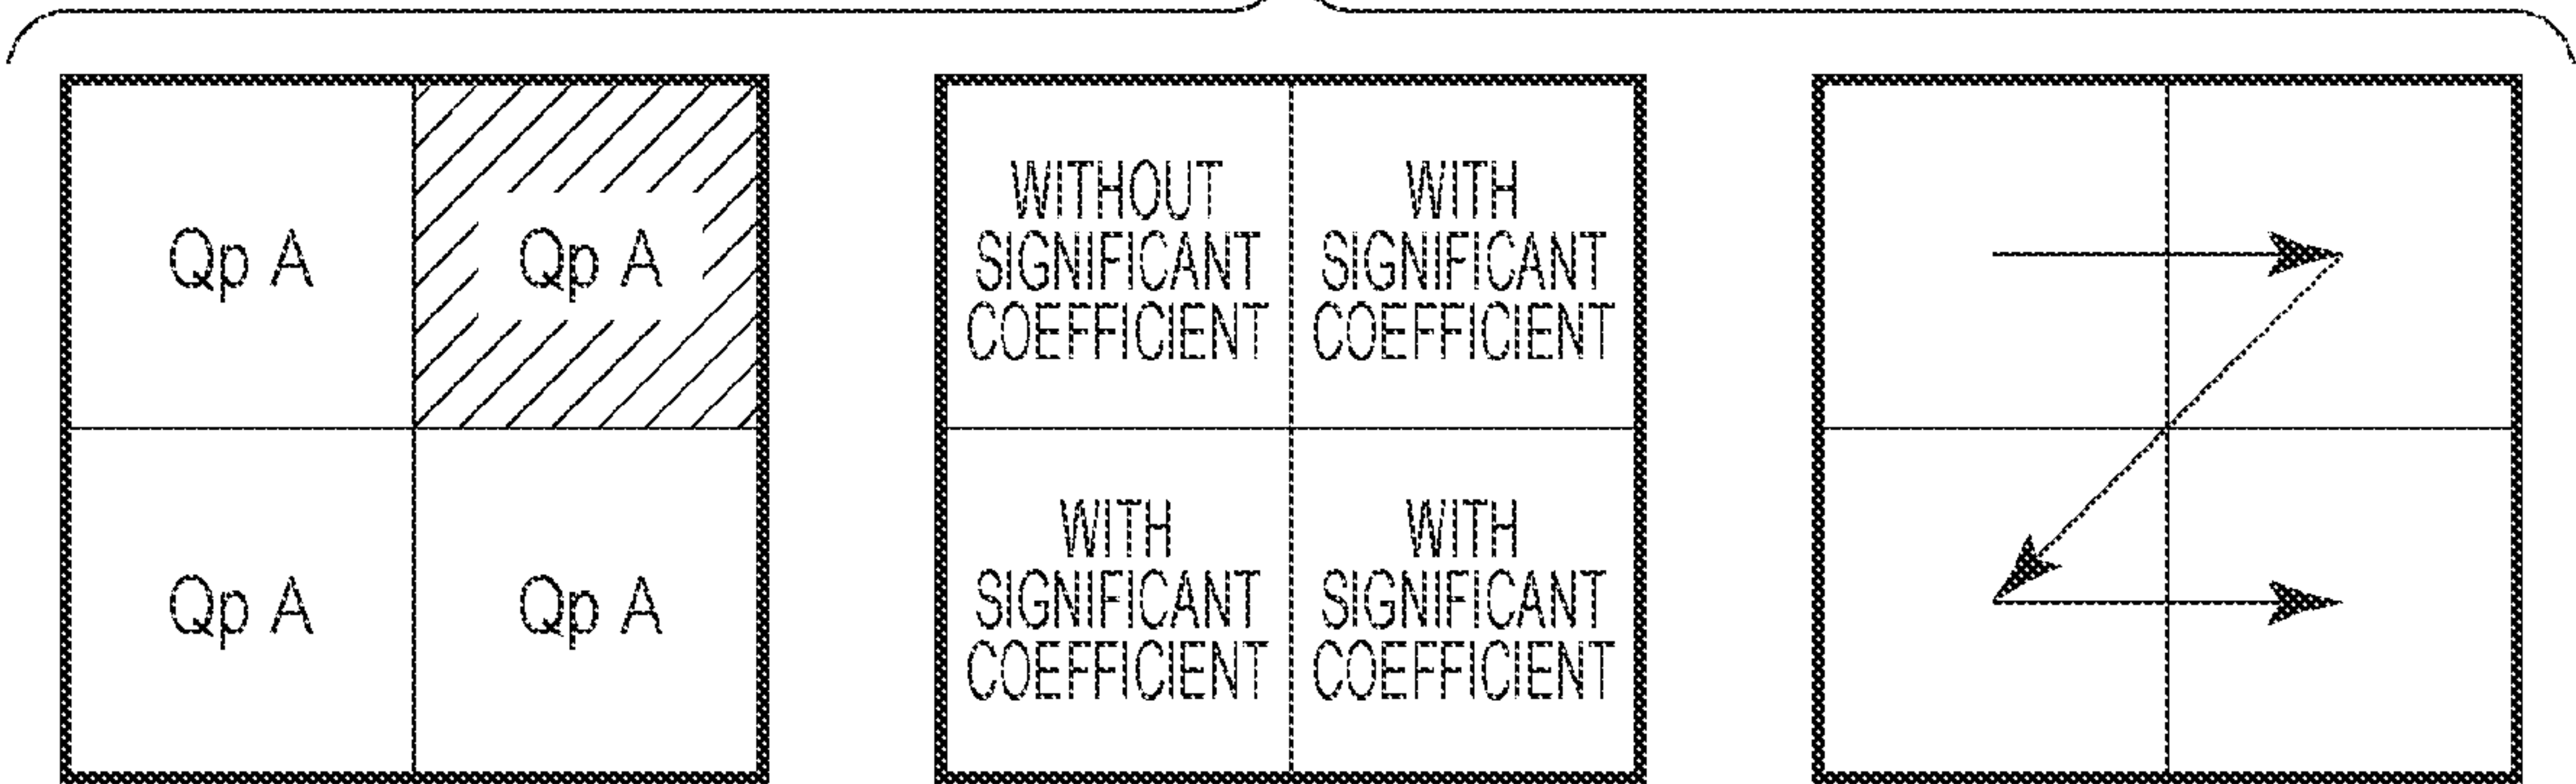 Qp A
Qp A
Qp A
Qp A
WITHOUT
SIGNIFICANT
COEFFICIENT
WITH
SIGNIFICANT
COEFFICIENT
WITH
SIGNIFICANT
COEFFICIENT
WITH
SIGNIFICANT
COEFFICIENT